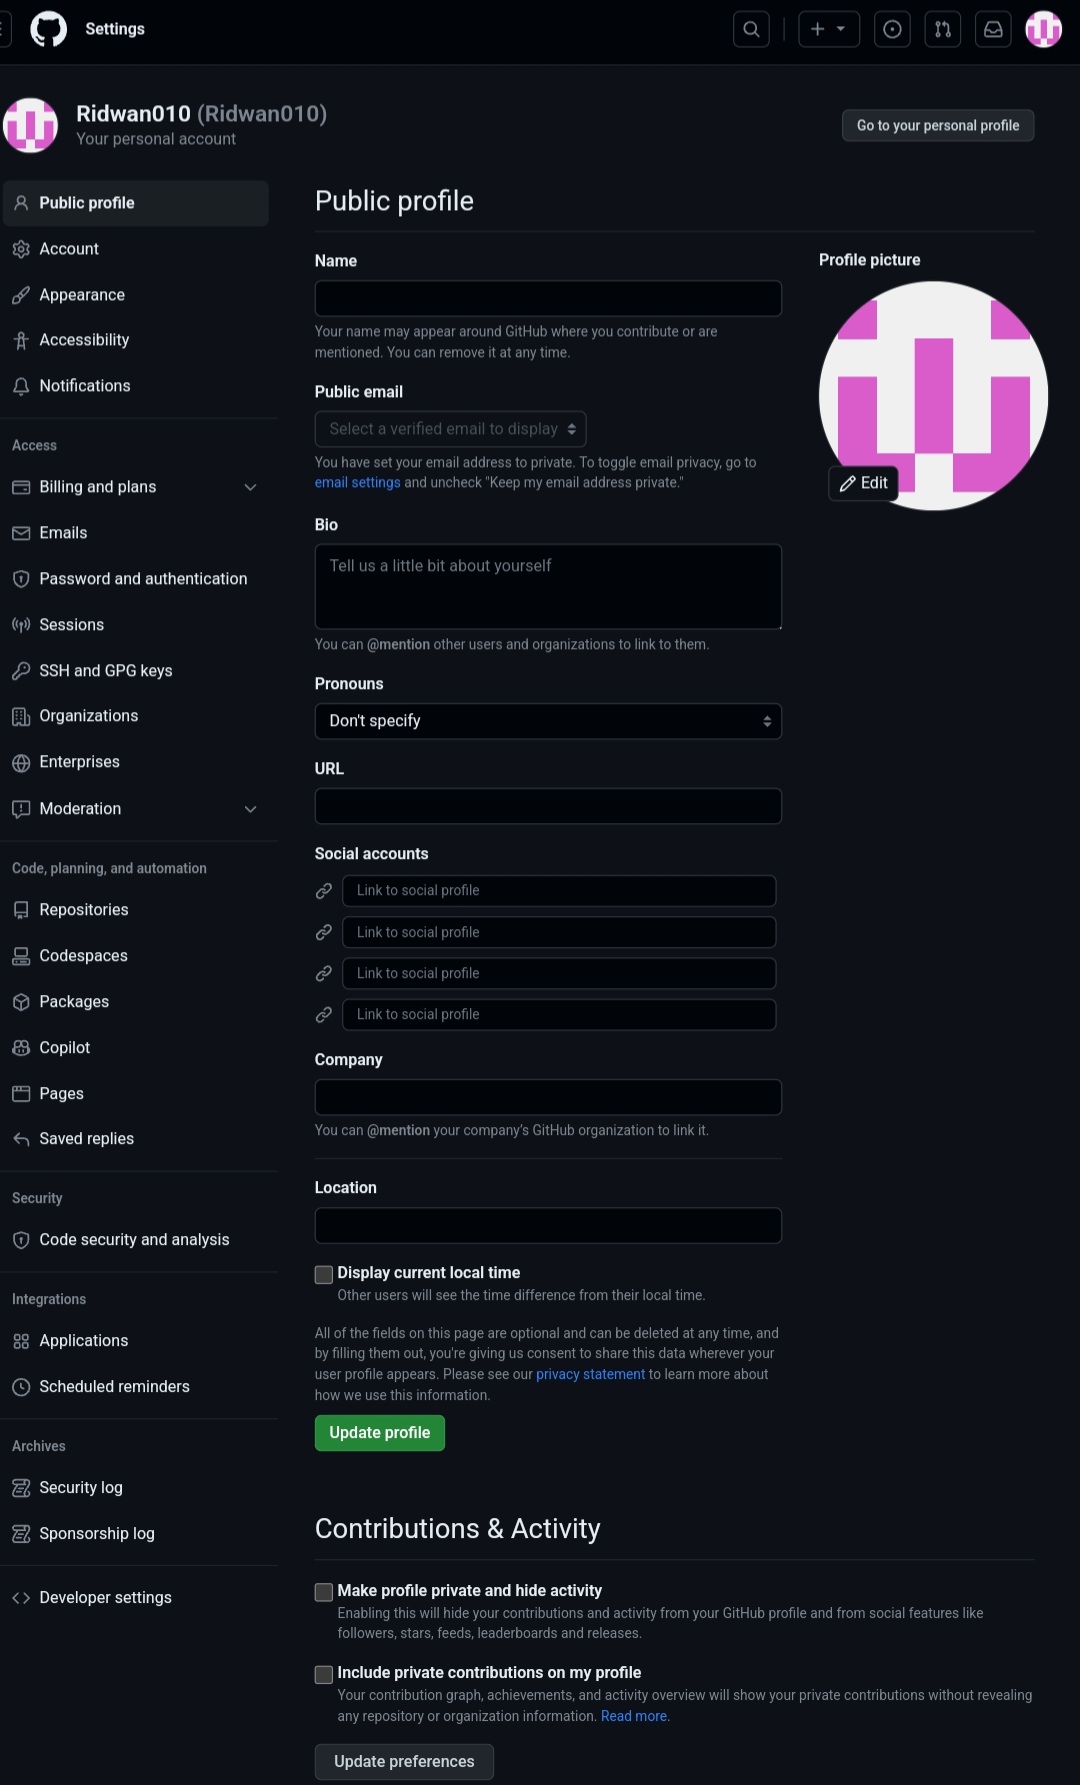 Settings
Ridwan010 (Ridwan010)
Your personal account
Go to your personal profile
Public profile
Account
Appearance
Accessibility
Notifications
Access
Billing and plans
Emails
Password and authentication
Sessions
SSH and GPG keys
Organizations
Enterprises
Moderation
Code, planning, and automation
Repositories
Codespaces
Packages
Copilot
Pages
Saved replies
Security
Code security and analysis
Integrations
Applications
Scheduled reminders
Archives
Security log
Sponsorship log
Developer settings
Public profile
Name
Your name may appear around GitHub where you contribute or are
mentioned. You can remove it at any time.
Public email
Select a verified email to display
You have set your email address to private. To toggle email privacy, go to
email settings and uncheck "Keep my email address private."
Bio
Tell us a little bit about yourself
You can @mention other users and organizations to link to them.
Pronouns
Don't specify
URL
Social accounts
Link to social profile
Link to social profile
Link to social profile
Link to social profile
Company
You can @mention your company's GitHub organization to link it.
Location
Display current local time
Other users will see the time difference from their local time.
All of the fields on this page are optional and can be deleted at any time, and
by filling them out, you're giving us consent to share this data wherever your
user profile appears. Please see our privacy statement to learn more about
how we use this information.
Update profile
Profile picture
Edit
Contributions & Activity
Make profile private and hide activity
Enabling this will hide your contributions and activity from your GitHub profile and from social features like
followers, stars, feeds, leaderboards and releases.
Include private contributions on my profile
Your contribution graph, achievements, and activity overview will show your private contributions without revealing
any repository or organization information. Read more.
Update preferences